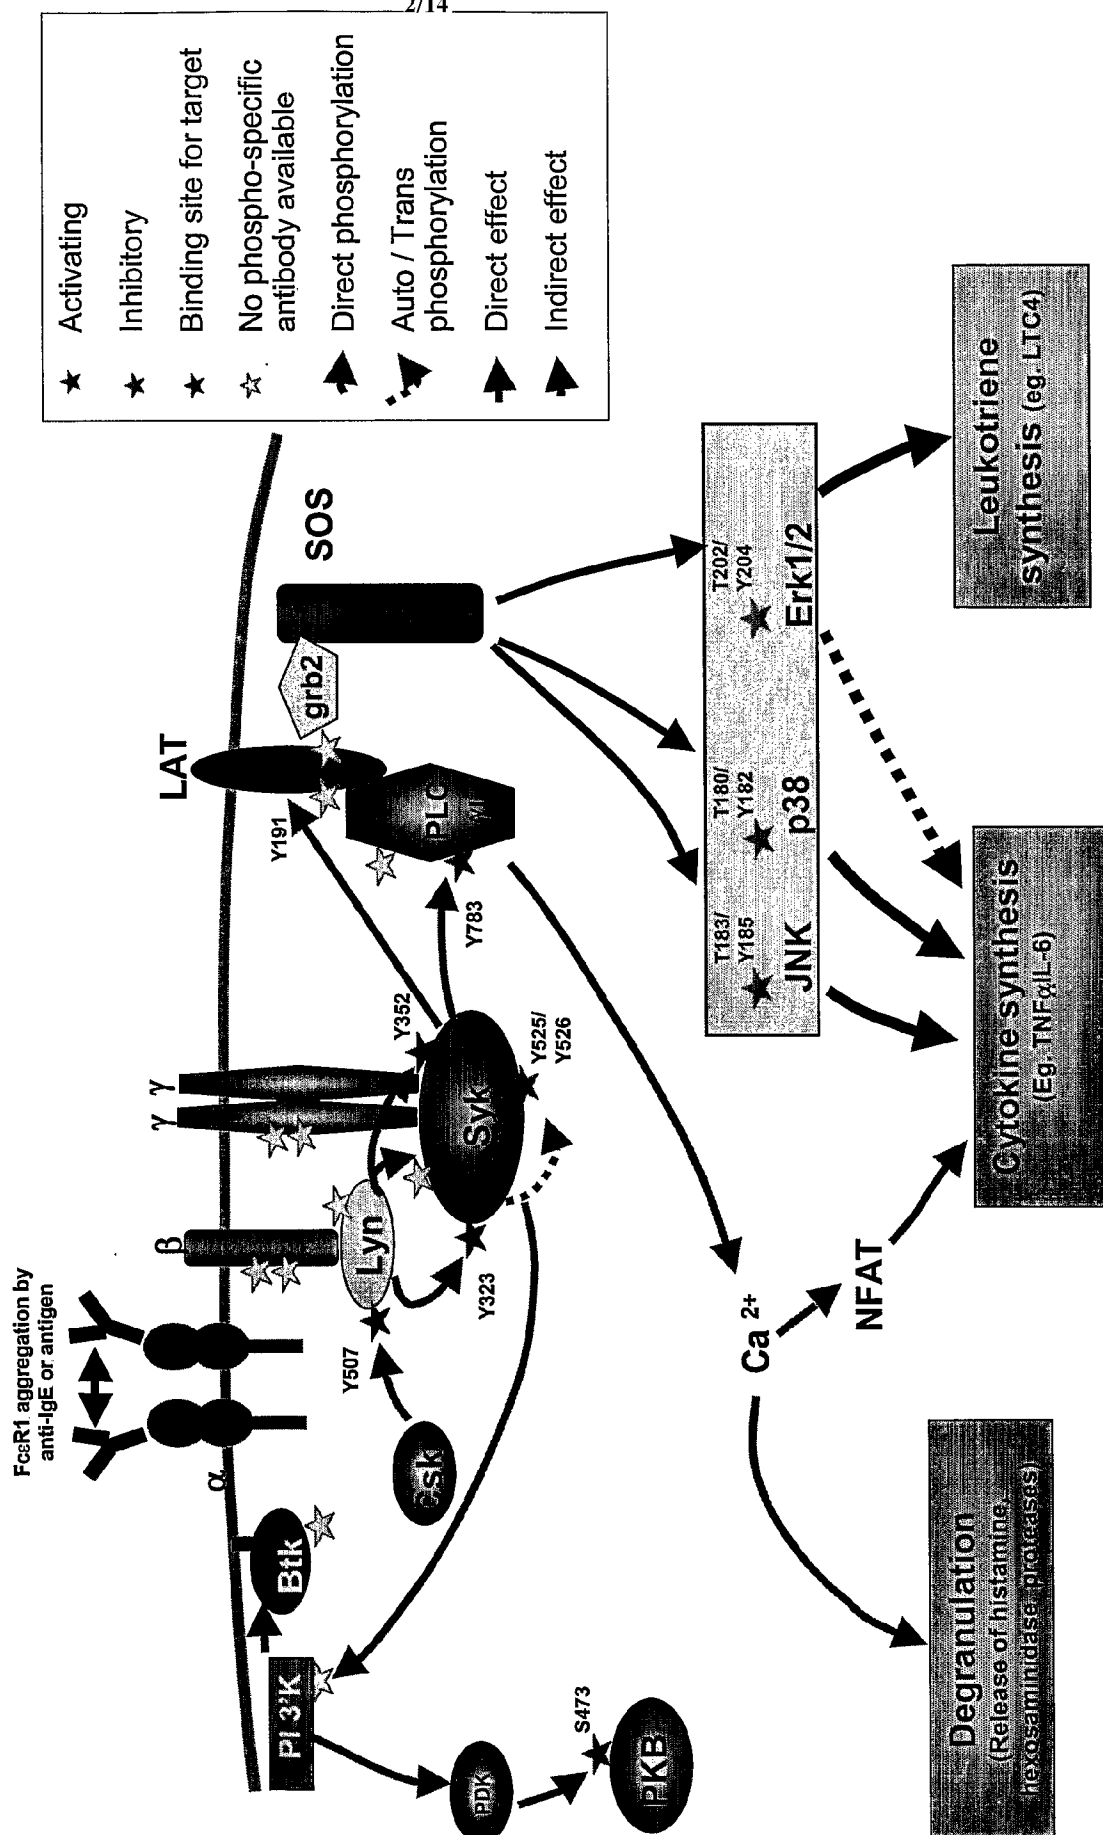 2/14
FcεR1 aggregation by
anti-IgE or antigen
α
β
γ
γ
LAT
SOS
grb2
PI 3'K
Btk
Csk
Lyn
Syk
PLC
Y507
Y323
Y352
Y525/
Y526
Y191
Y783
PDK
S473
PKB
Ca 2+
NFAT
T183/
Y185
JNK
T180/
Y182
p38
T202/
Y204
Erk1/2
Degranulation
(Release of histamine,
hexosaminidase, proteases)
Cytokine synthesis
(Eg. TNFαIL-6)
Leukotriene
synthesis (eg. LTC4)
Activating
Inhibitory
Binding site for target
No phospho-specific
antibody available
Direct phosphorylation
Auto / Trans
phosphorylation
Direct effect
Indirect effect